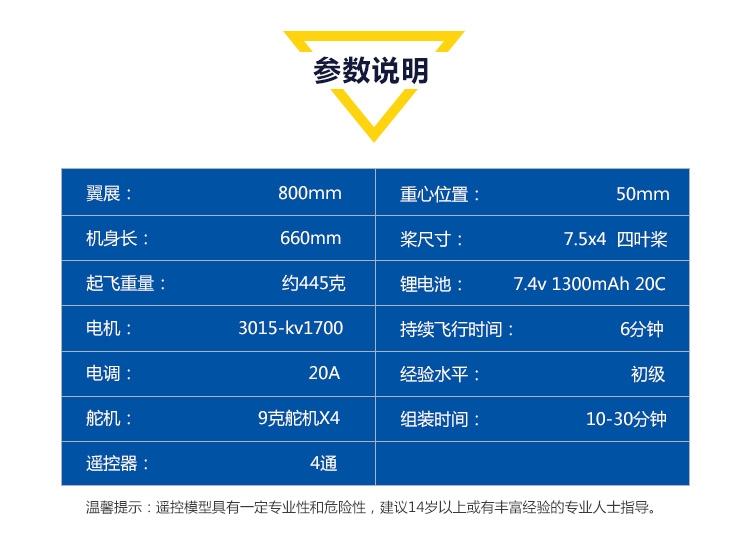 参数说明
翼展： 800mm 重心位置： 50mm
机身长： 660mm 桨尺寸： 7.5x4 四叶桨
起飞重量： 约445克 锂电池： 7.4v 1300mAh 20C
电机： 3015-kv1700 持续飞行时间： 6分钟
电调： 20A 经验水平： 初级
舵机： 9克舵机X4 组装时间： 10-30分钟
遥控器： 4通
温馨提示：遥控模型具有一定专业性和危险性，建议14岁以上或有丰富经验的专业人士指导。